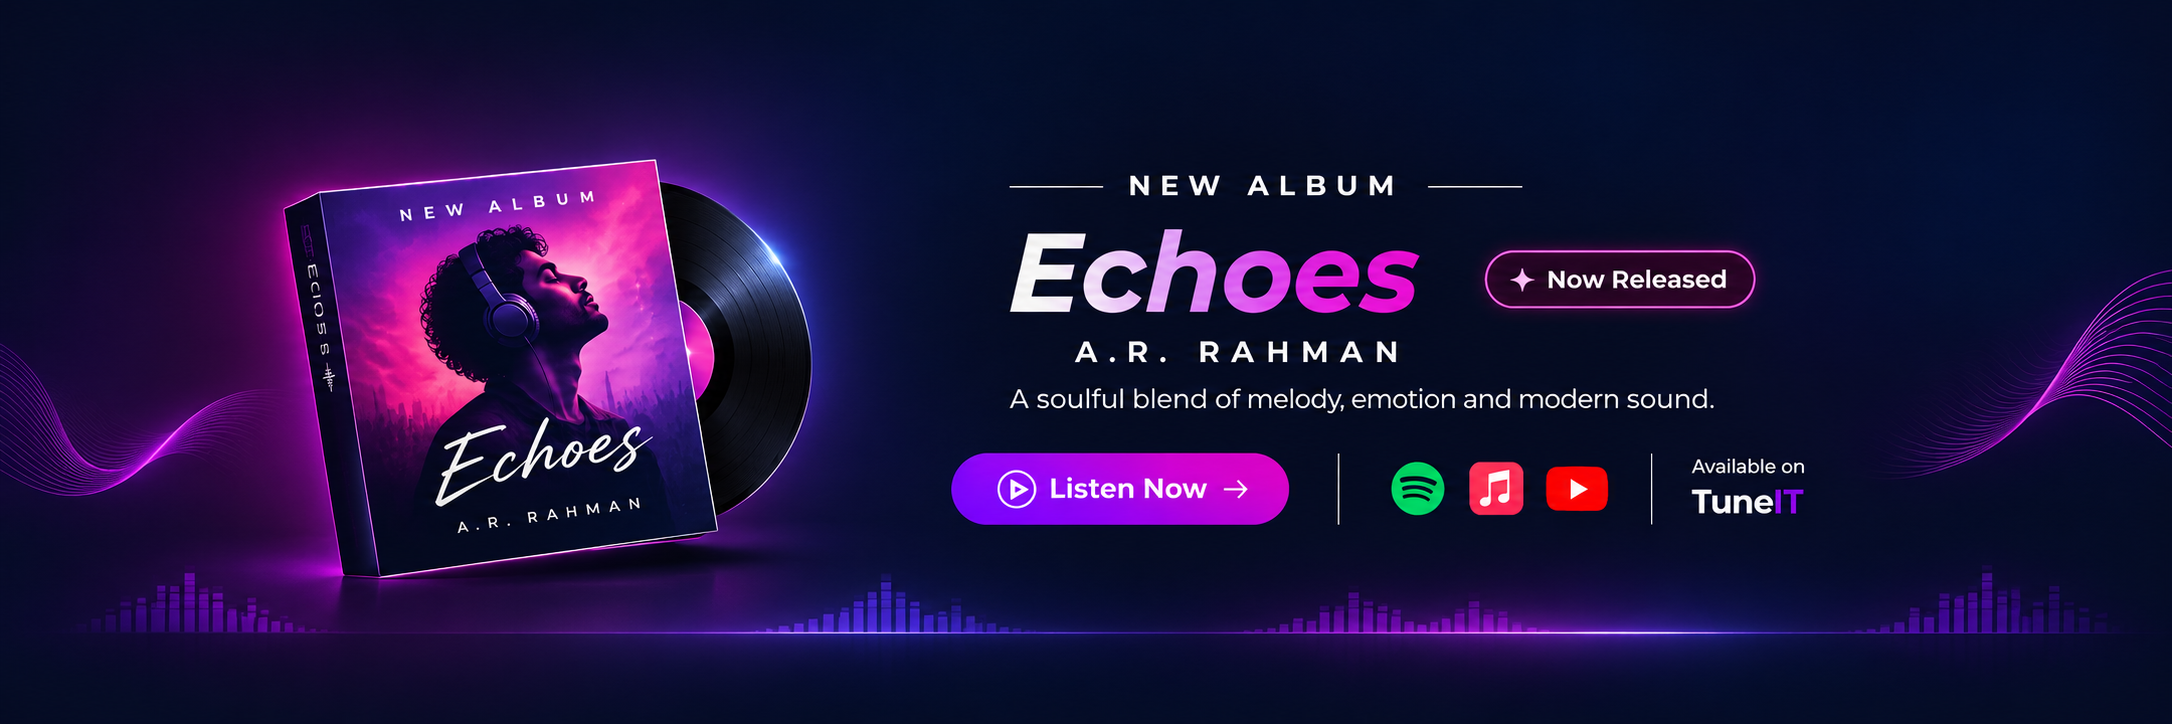 NEW ALBUM
Echoes
A.R. RAHMAN
NEW ALBUM
Echoes
Now Released
A.R. RAHMAN
A soulful blend of melody, emotion and modern sound.
Listen Now →
Available on
TuneIT